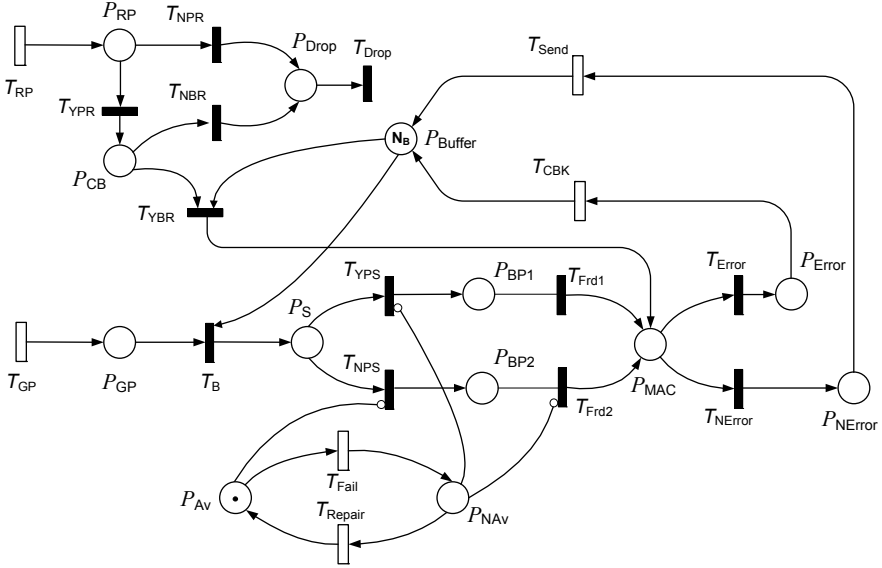 P_RP
T_NPR
P_Drop
T_Drop
T_Send
T_RP
T_YPR
T_NBR
N_B
P_Buffer
P_CB
T_CBK
T_YBR
T_YPS
P_BP1
T_Frd1
T_Error
P_Error
P_S
T_GP
P_GP
T_B
T_NPS
P_BP2
T_Frd2
P_MAC
T_NError
P_NError
T_Fail
P_Av
T_Repair
P_NAv